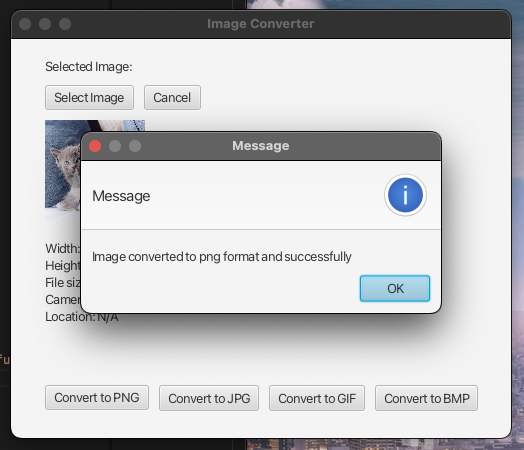 Image Converter
Selected Image:
Select Image
Cancel
Message
Message
Image converted to png format and successfully
OK
Width:
Height
File siz
Camer
Location: N/A
fu
Convert to PNG
Convert to JPG
Convert to GIF
Convert to BMP